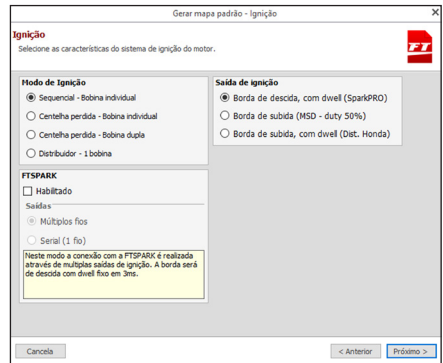 Gerar mapa padrão - Ignição
Ignição
Selecione as características do sistema de ignição do motor.
FT
Modo de Ignição
Sequencial - Bobina individual
Centelha perdida - Bobina individual
Centelha perdida - Bobina dupla
Distribuidor - 1 bobina
Saída de ignição
Borda de descida, com dwell (SparkPRO)
Borda de subida (MSD - duty 50%)
Borda de subida, com dwell (Dist. Honda)
FTSPARK
Habilitado
Saídas
Múltiplos fios
Serial (1 fio)
Neste modo a conexão com a FTSPARK é realizada
através de multiplas saídas de ignição. A borda será
de descida com dwell fixo em 3ms.
Cancela
< Anterior
Próximo >